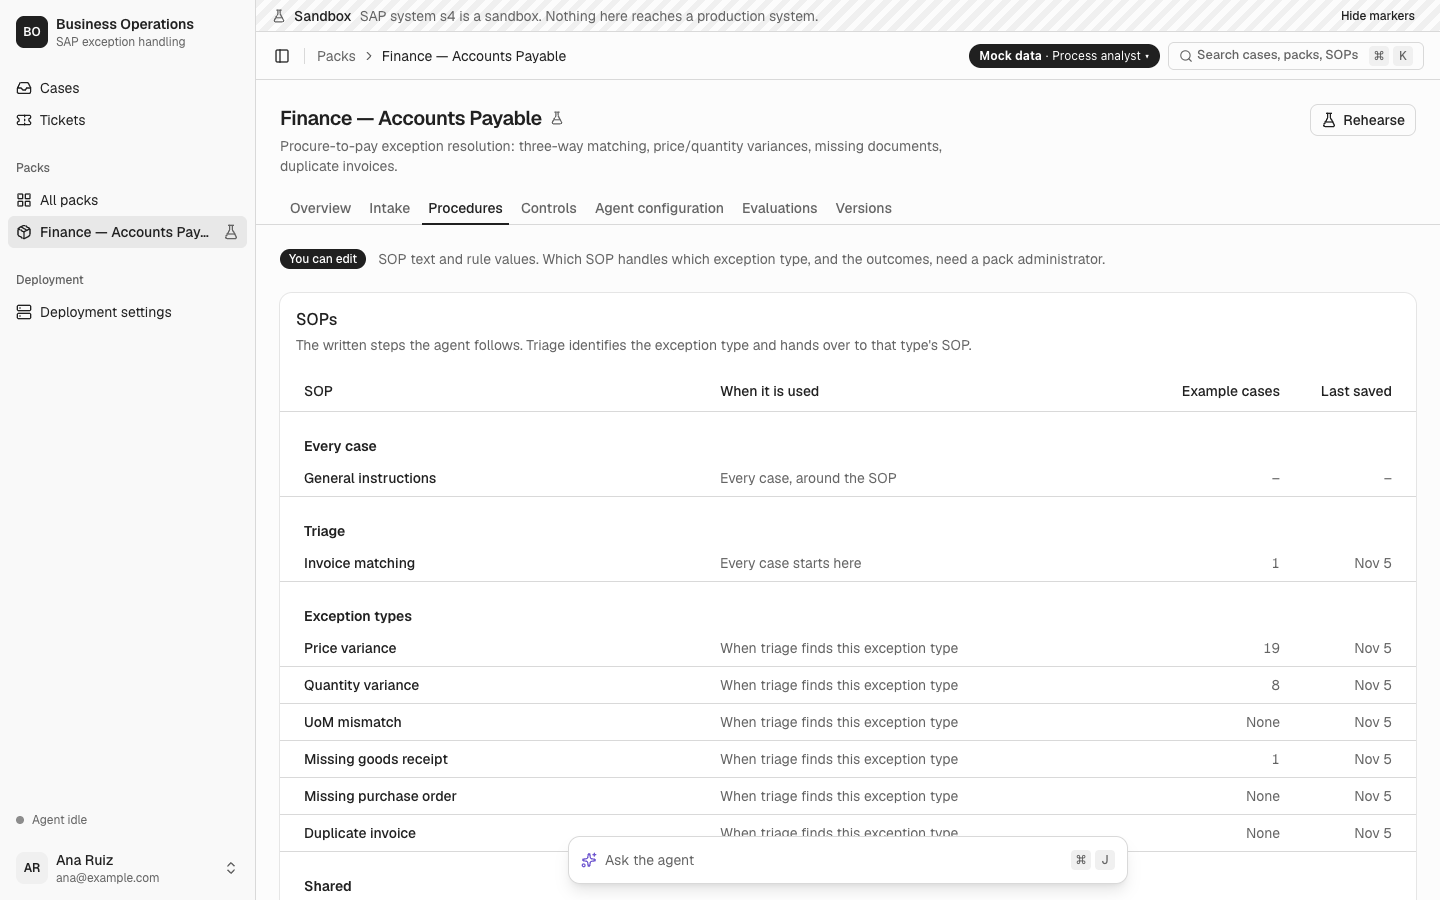 BO
Business Operations
SAP exception handling
Cases
Tickets
Packs
All packs
Finance — Accounts Pay...
Deployment
Deployment settings
Agent idle
AR
Ana Ruiz
ana@example.com
Sandbox SAP system s4 is a sandbox. Nothing here reaches a production system.
Hide markers
Packs > Finance — Accounts Payable
Mock data · Process analyst
Search cases, packs, SOPs ⌘ K
Finance — Accounts Payable
Rehearse
Procure-to-pay exception resolution: three-way matching, price/quantity variances, missing documents,
duplicate invoices.
Overview Intake Procedures Controls Agent configuration Evaluations Versions
You can edit SOP text and rule values. Which SOP handles which exception type, and the outcomes, need a pack administrator.
SOPs
The written steps the agent follows. Triage identifies the exception type and hands over to that type's SOP.
SOP When it is used Example cases Last saved
Every case
General instructions Every case, around the SOP – –
Triage
Invoice matching Every case starts here 1 Nov 5
Exception types
Price variance When triage finds this exception type 19 Nov 5
Quantity variance When triage finds this exception type 8 Nov 5
UoM mismatch When triage finds this exception type None Nov 5
Missing goods receipt When triage finds this exception type 1 Nov 5
Missing purchase order When triage finds this exception type None Nov 5
Duplicate invoice When triage finds this exception type None Nov 5
Ask the agent ⌘ J
Shared